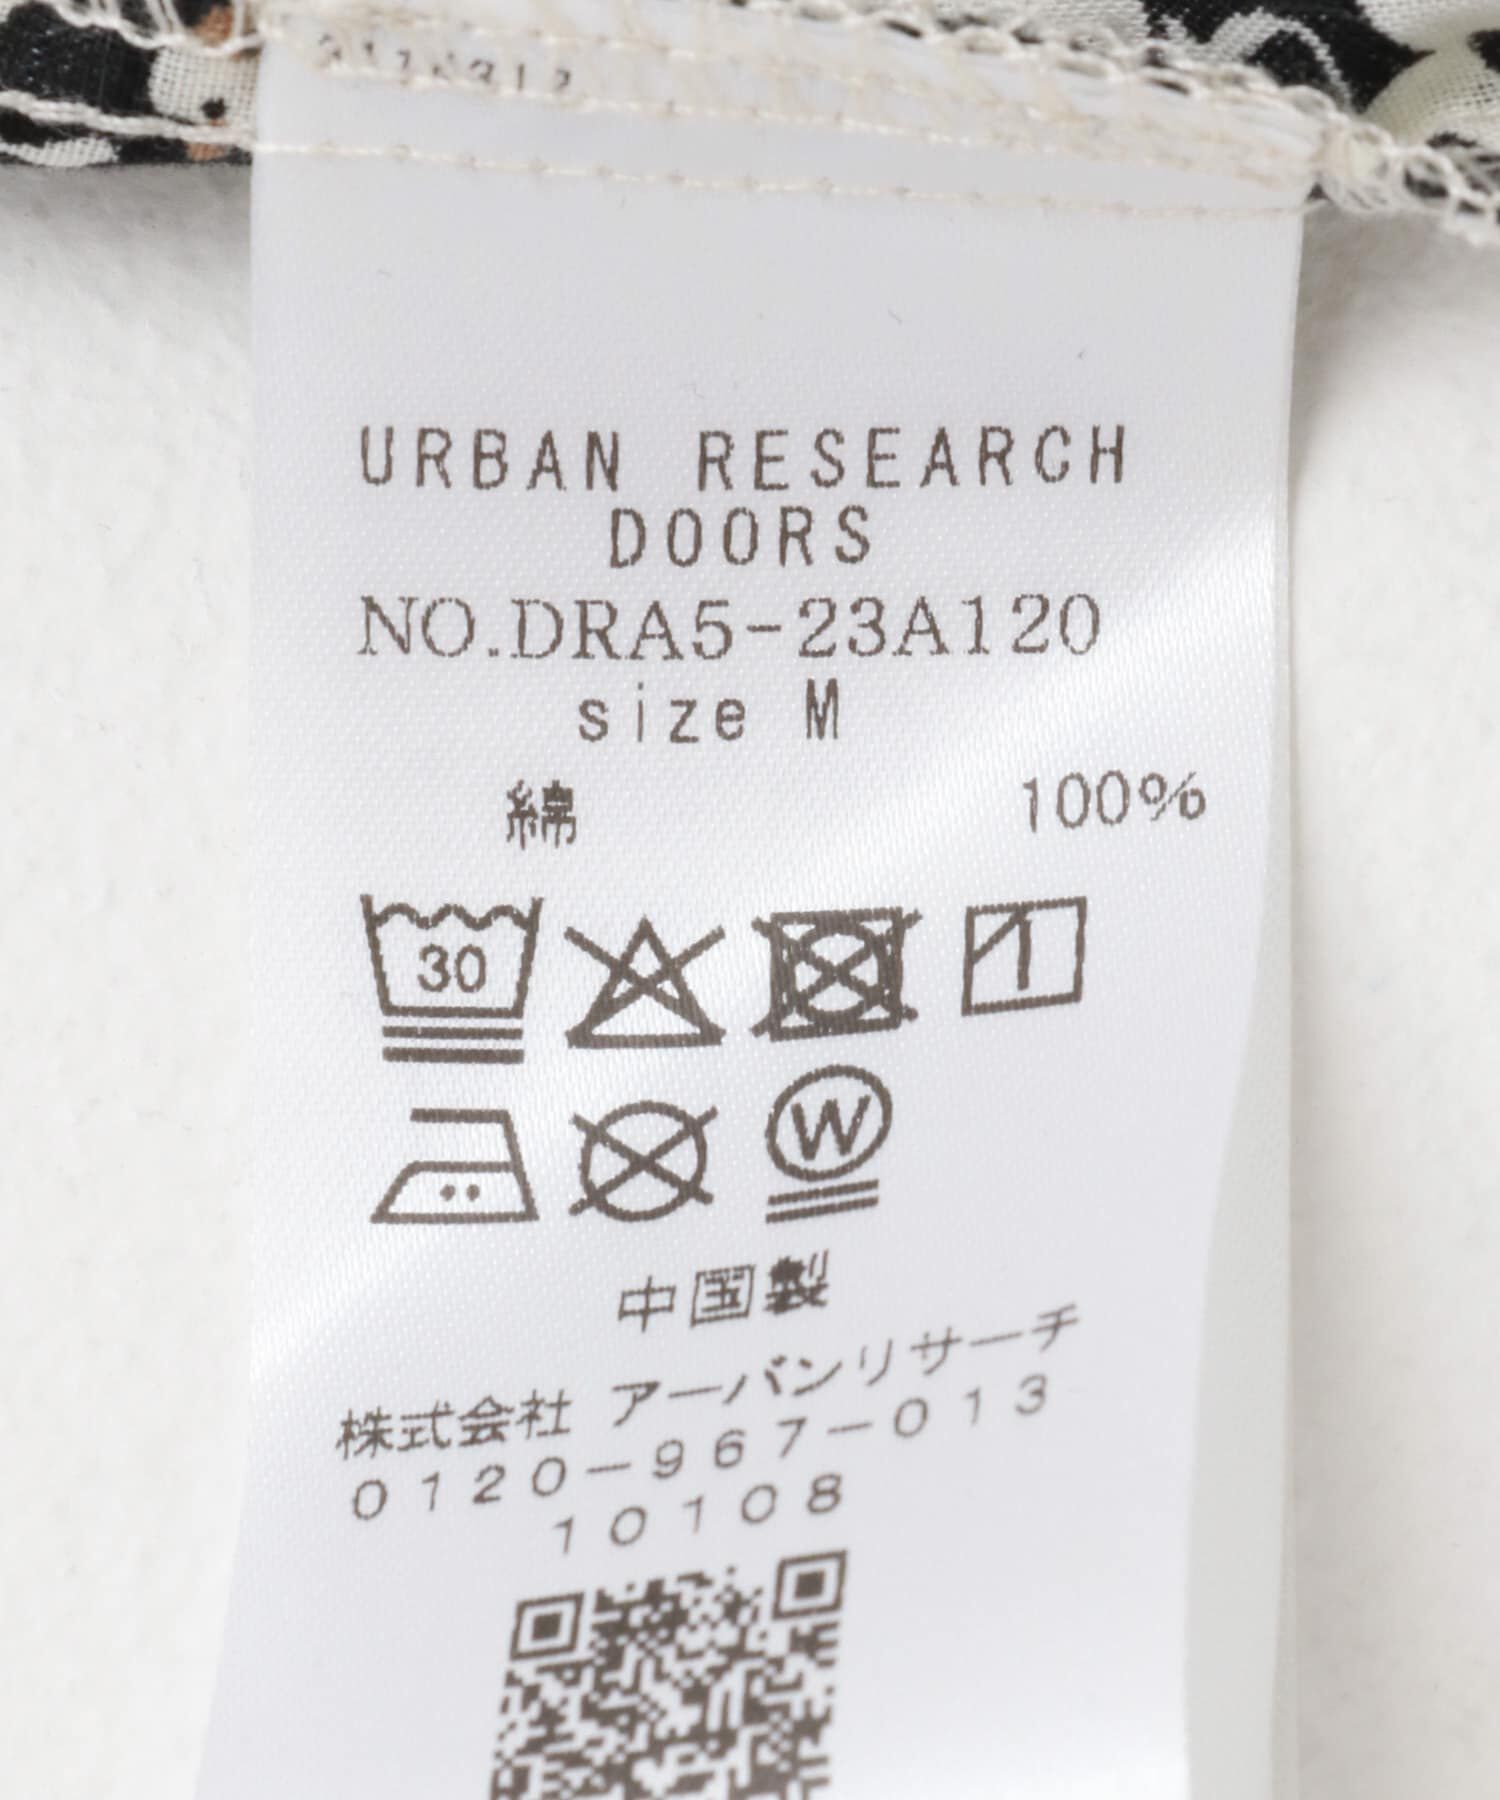 URBAN RESEARCH
DOORS
NO.DRA5-23A120
size M
綿 100%
30
W
中国製
株式会社 アーバンリサーチ
0120-967-013
10108